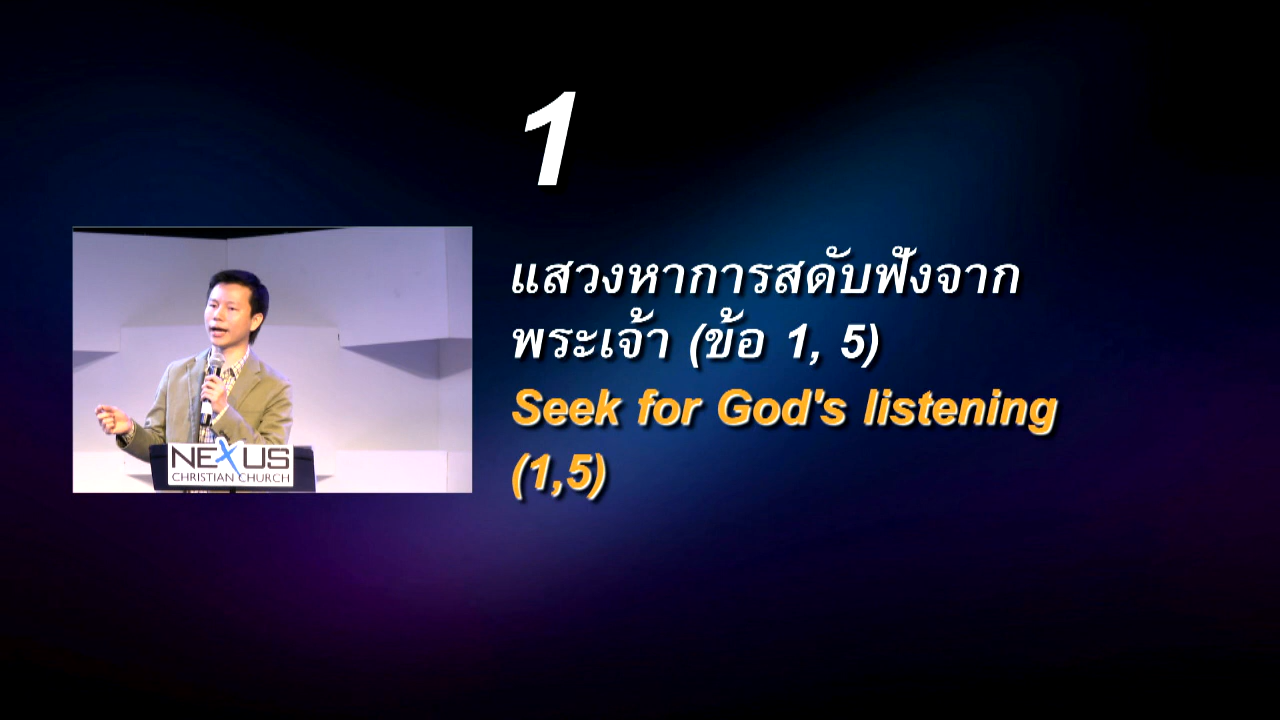 1
แสวงหาการสดับฟังจาก
พระเจ้า (ข้อ 1, 5)
Seek for God's listening
(1,5)
NEXUS
CHRISTIAN CHURCH